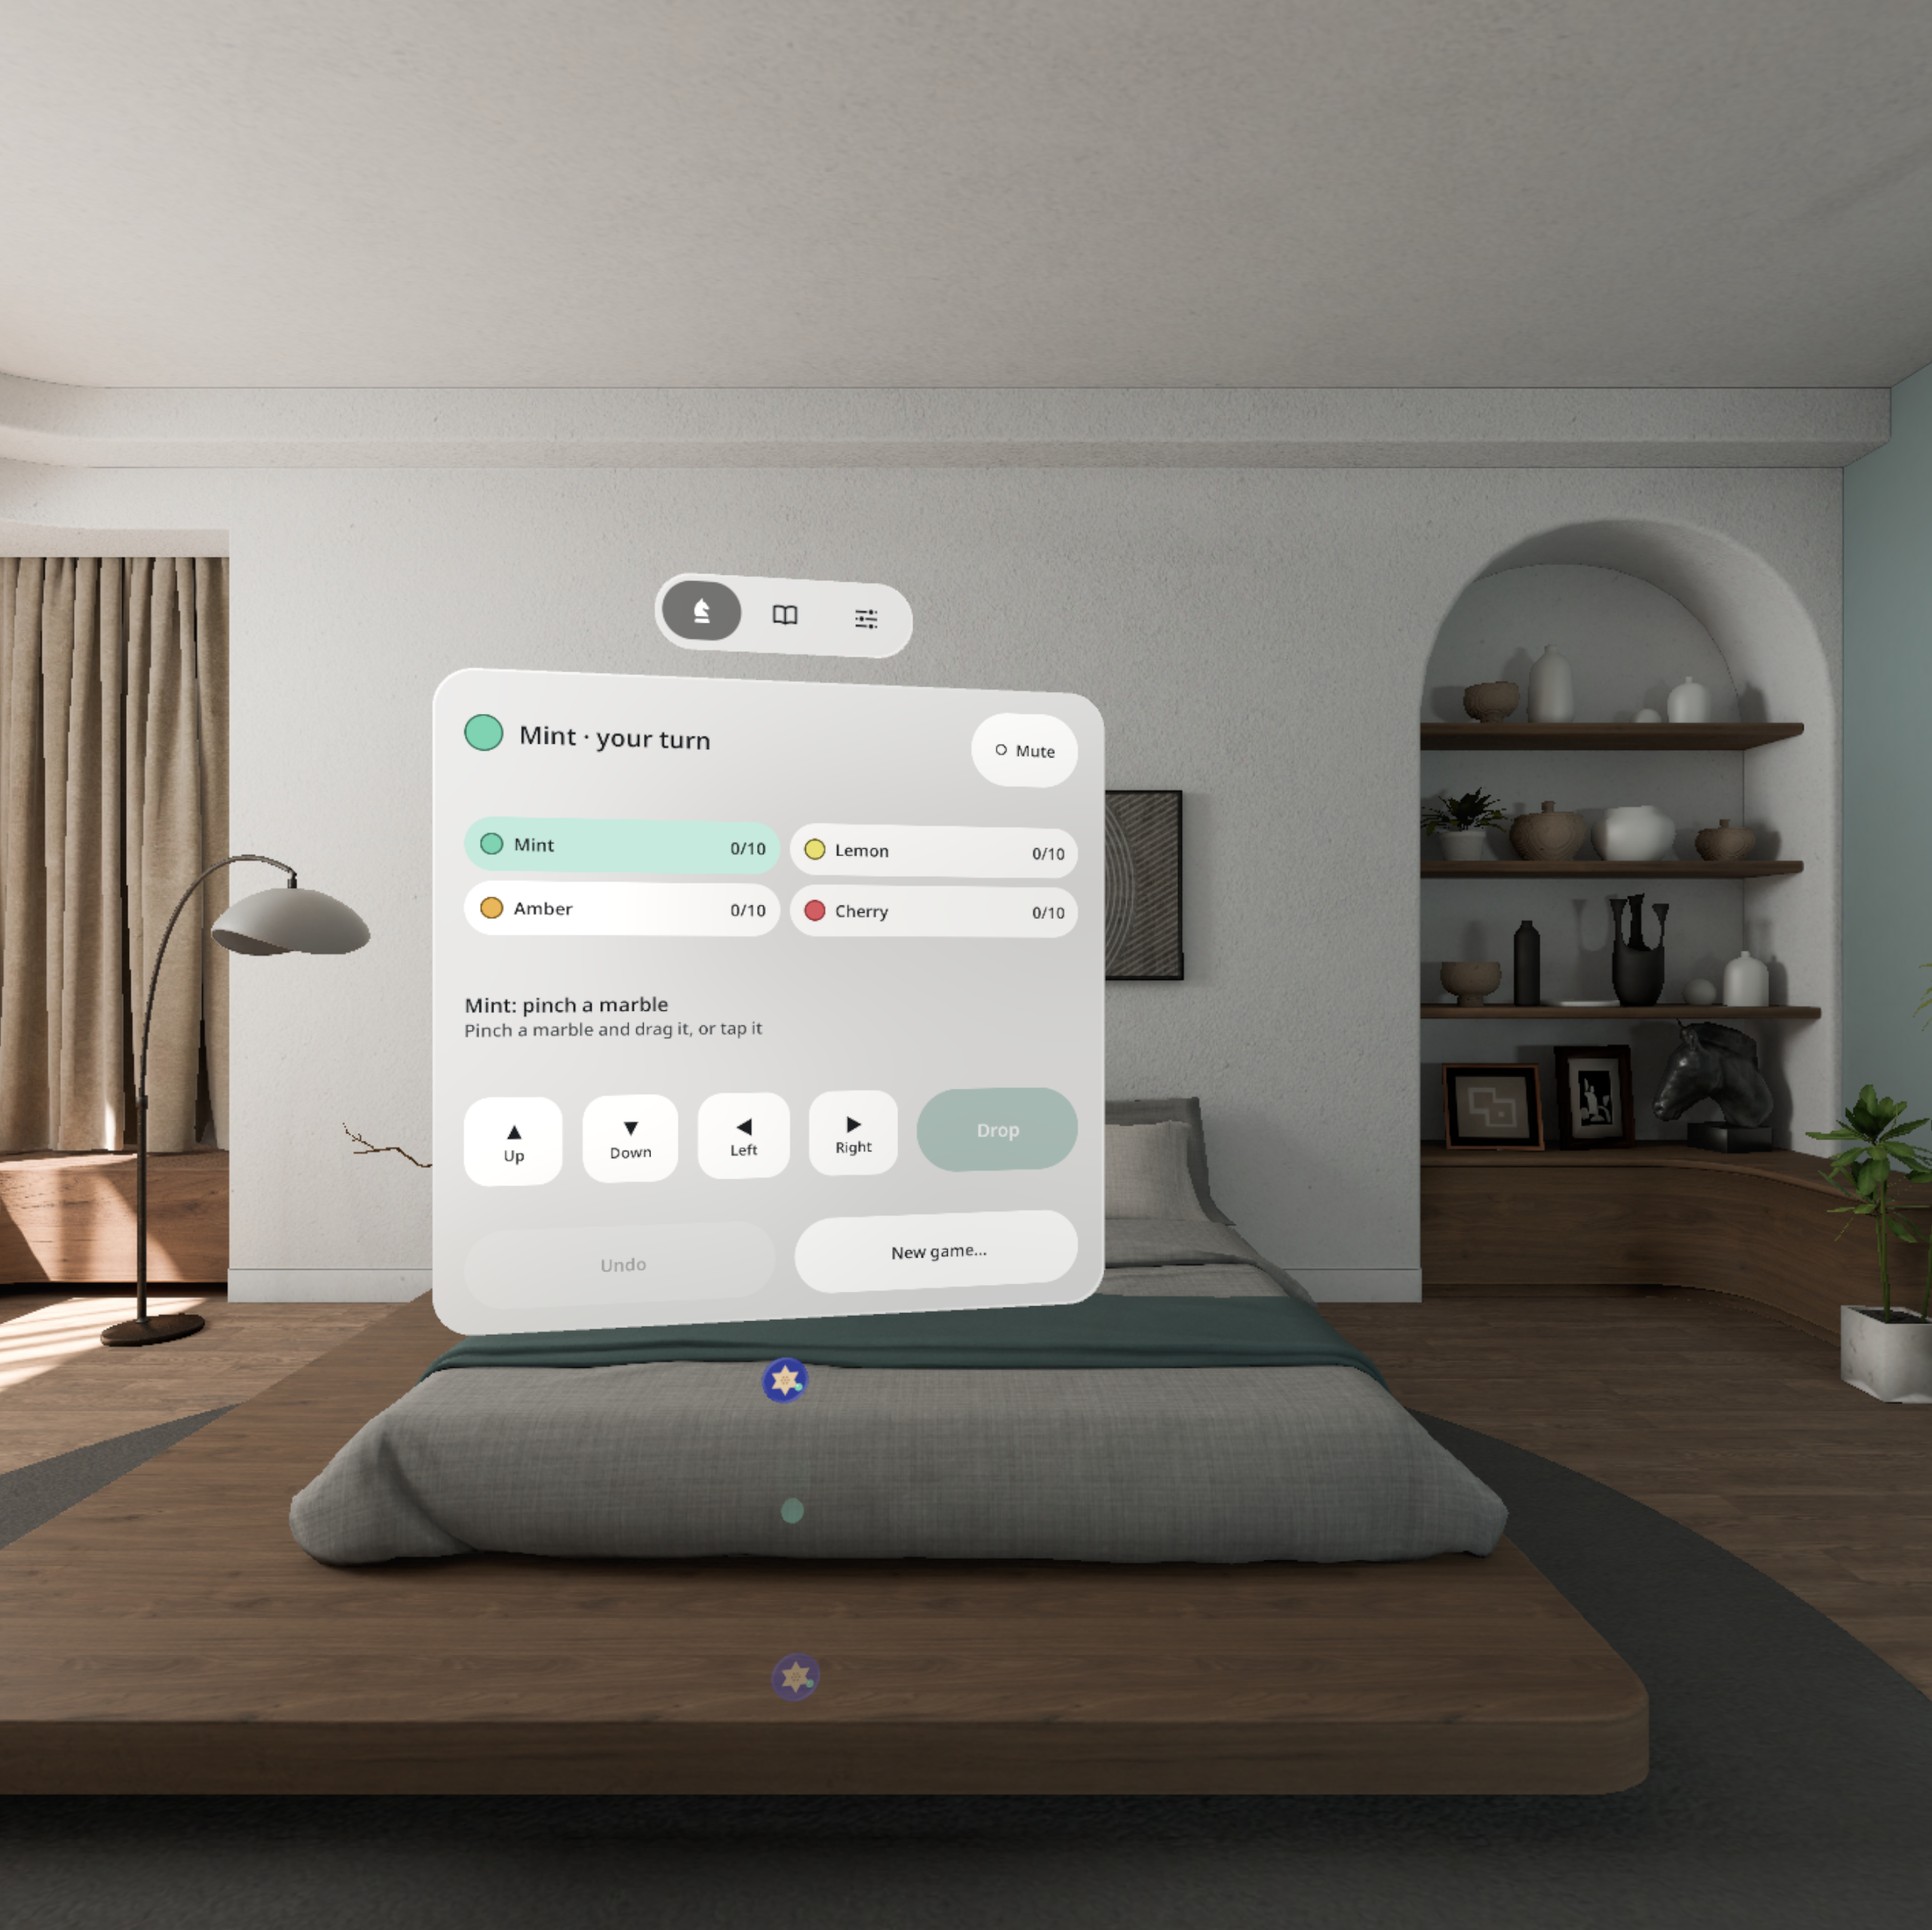 Mint · your turn
Mute
Mint 0/10
Lemon 0/10
Amber 0/10
Cherry 0/10
Mint: pinch a marble
Pinch a marble and drag it, or tap it
Up
Down
Left
Right
Drop
Undo
New game...